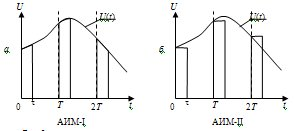 U
U(t)
а.
0 τ T 2T t
АИМ-I
U
U(t)
б.
0 τ T 2T t
АИМ-II